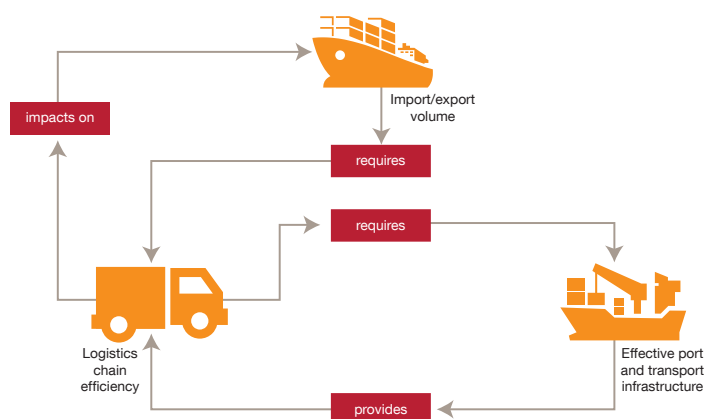 Import/export
volume
impacts on
requires
requires
Logistics
chain
efficiency
Effective port
and transport
infrastructure
provides